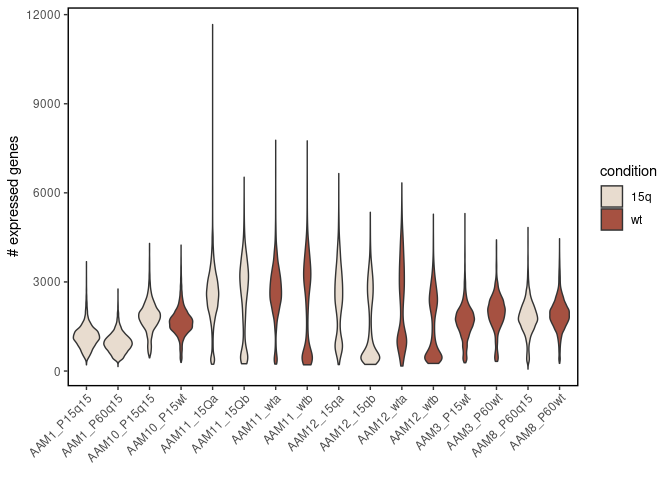 12000
9000
6000
3000
0
# expressed genes
AAM1_P15q15
AAM1_P60q15
AAM10_P15q15
AAM10_P15wt
AAM11_15Qa
AAM11_15Qb
AAM11_wta
AAM11_wtb
AAM12_15qa
AAM12_15qb
AAM12_wta
AAM12_wtb
AAM3_P15wt
AAM3_P60wt
AAM8_P60q15
AAM8_P60wt
condition
15q
wt